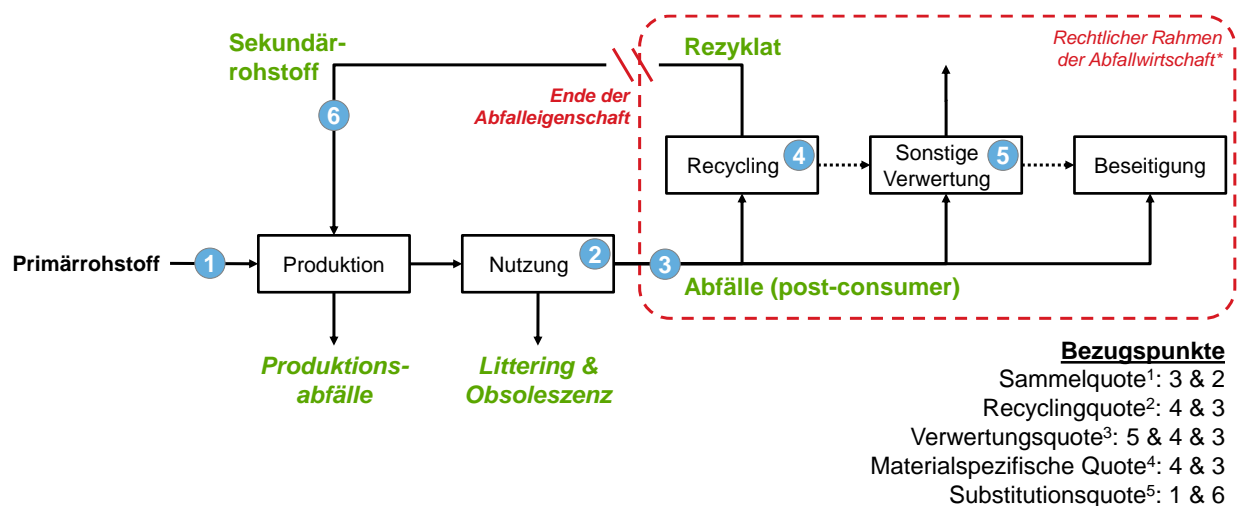 Sekundär-
rohstoff
Rezyklat
Rechtlicher Rahmen
der Abfallwirtschaft*
Ende der
Abfalleigenschaft
6
Recycling
4
Sonstige
Verwertung
5
Beseitigung
Primärrohstoff
1
Produktion
Nutzung
2
3
Abfälle (post-consumer)
Produktions-
abfälle
Littering &
Obsoleszenz
Bezugspunkte
Sammelquote¹: 3 & 2
Recyclingquote²: 4 & 3
Verwertungsquote³: 5 & 4 & 3
Materialspezifische Quote⁴: 4 & 3
Substitutionsquote⁵: 1 & 6